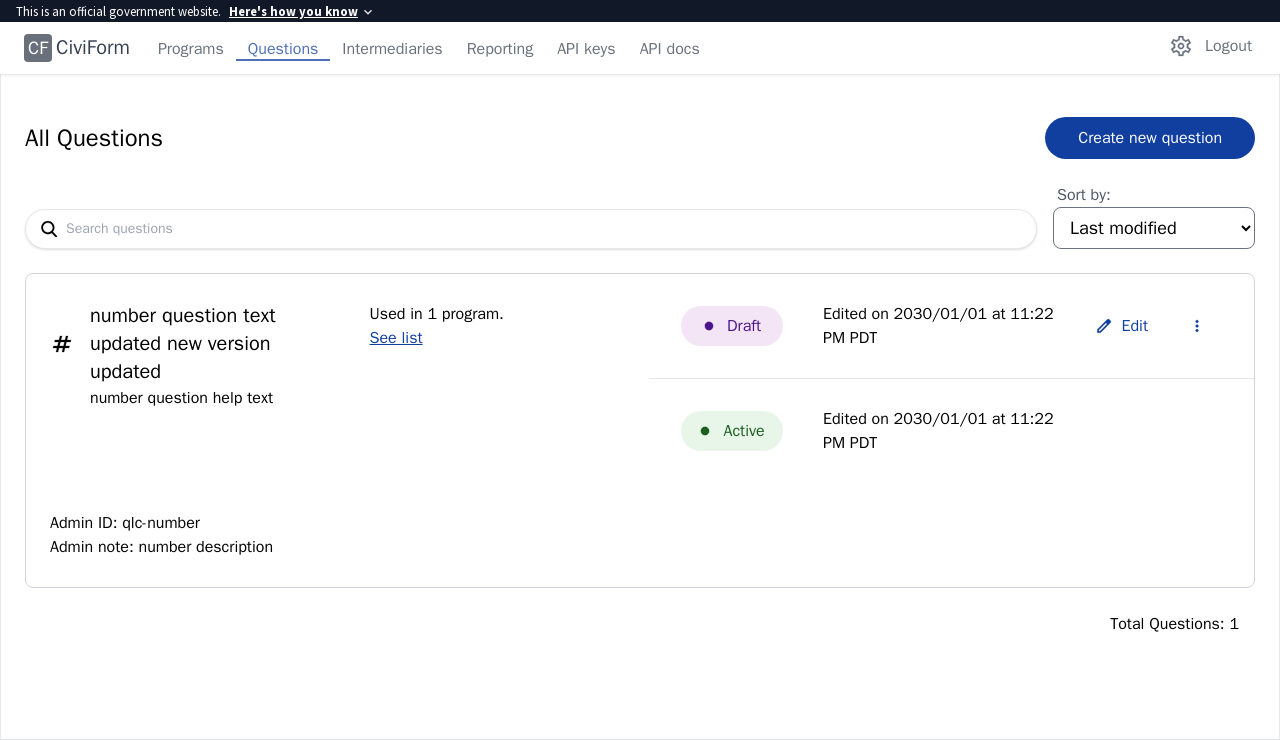 This is an official government website. Here's how you know
CF CiviForm Programs Questions Intermediaries Reporting API keys API docs Logout
All Questions
Create new question
Sort by:
Search questions
Last modified
number question text
updated new version
updated
number question help text
Used in 1 program.
See list
Draft
Edited on 2030/01/01 at 11:22
PM PDT
Edit
Active
Edited on 2030/01/01 at 11:22
PM PDT
Admin ID: qlc-number
Admin note: number description
Total Questions: 1